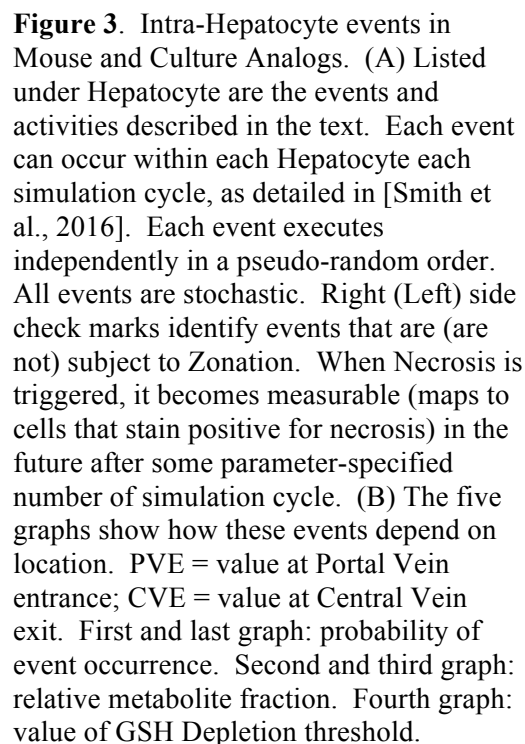 Figure 3.  Intra-Hepatocyte events in
Mouse and Culture Analogs.  (A) Listed
under Hepatocyte are the events and
activities described in the text.  Each event
can occur within each Hepatocyte each
simulation cycle, as detailed in [Smith et
al., 2016].  Each event executes
independently in a pseudo-random order.
All events are stochastic.  Right (Left) side
check marks identify events that are (are
not) subject to Zonation.  When Necrosis is
triggered, it becomes measurable (maps to
cells that stain positive for necrosis) in the
future after some parameter-specified
number of simulation cycle.  (B) The five
graphs show how these events depend on
location.  PVE = value at Portal Vein
entrance; CVE = value at Central Vein
exit.  First and last graph: probability of
event occurrence.  Second and third graph:
relative metabolite fraction.  Fourth graph:
value of GSH Depletion threshold.